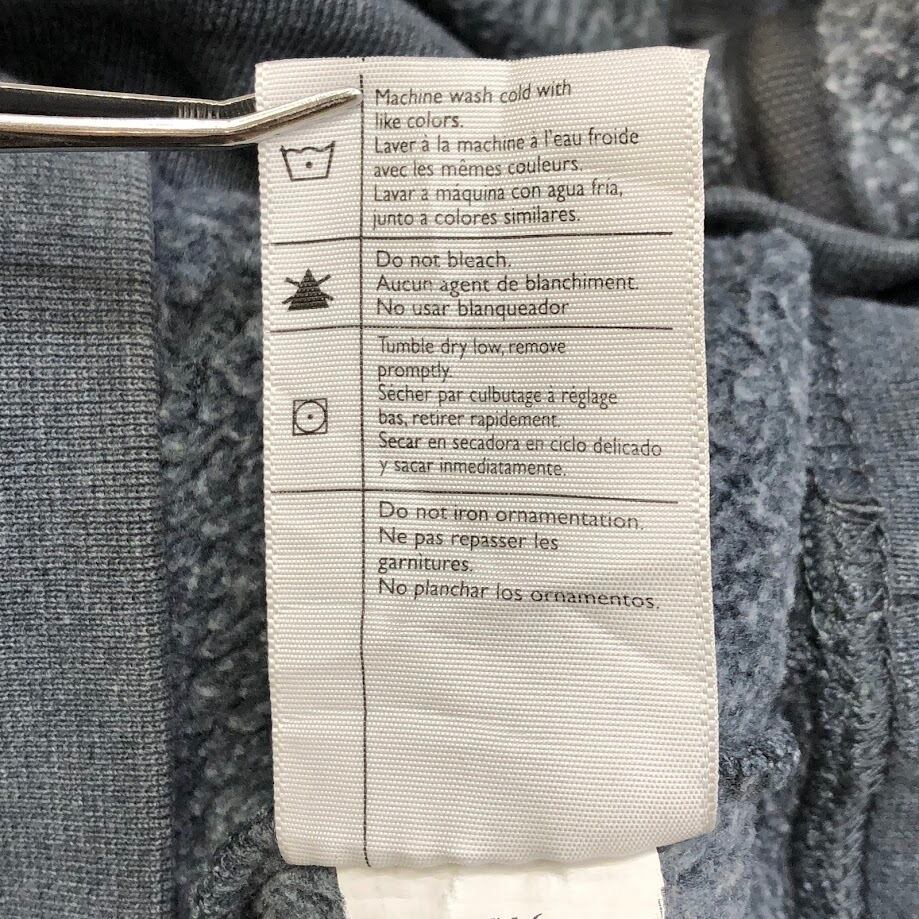 Machine wash cold with
like colors.
Laver à la machine à l'eau froide
avec les mêmes couleurs.
Lavar a máquina con agua fría,
junto a colores similares.
Do not bleach.
Aucun agent de blanchiment.
No usar blanqueador
Tumble dry low, remove
promptly.
Sécher par culbutage à réglage
bas, retirer rapidement.
Secar en secadora en ciclo delicado
y sacar inmediatamente.
Do not iron ornamentation.
Ne pas repasser les
garnitures.
No planchar los ornamentos.